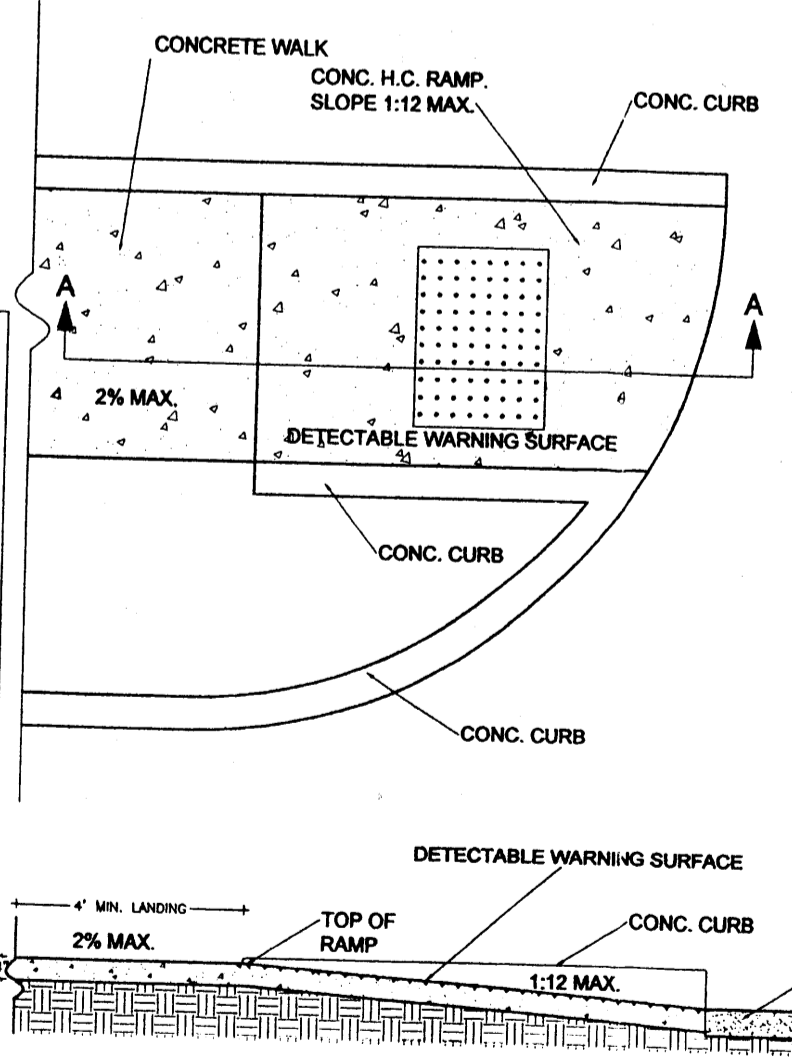 CONCRETE WALK
CONC. H.C. RAMP.
SLOPE 1:12 MAX.
CONC. CURB
A
A
2% MAX.
DETECTABLE WARNING SURFACE
CONC. CURB
CONC. CURB
DETECTABLE WARNING SURFACE
4' MIN. LANDING
TOP OF
RAMP
CONC. CURB
2% MAX.
1:12 MAX.